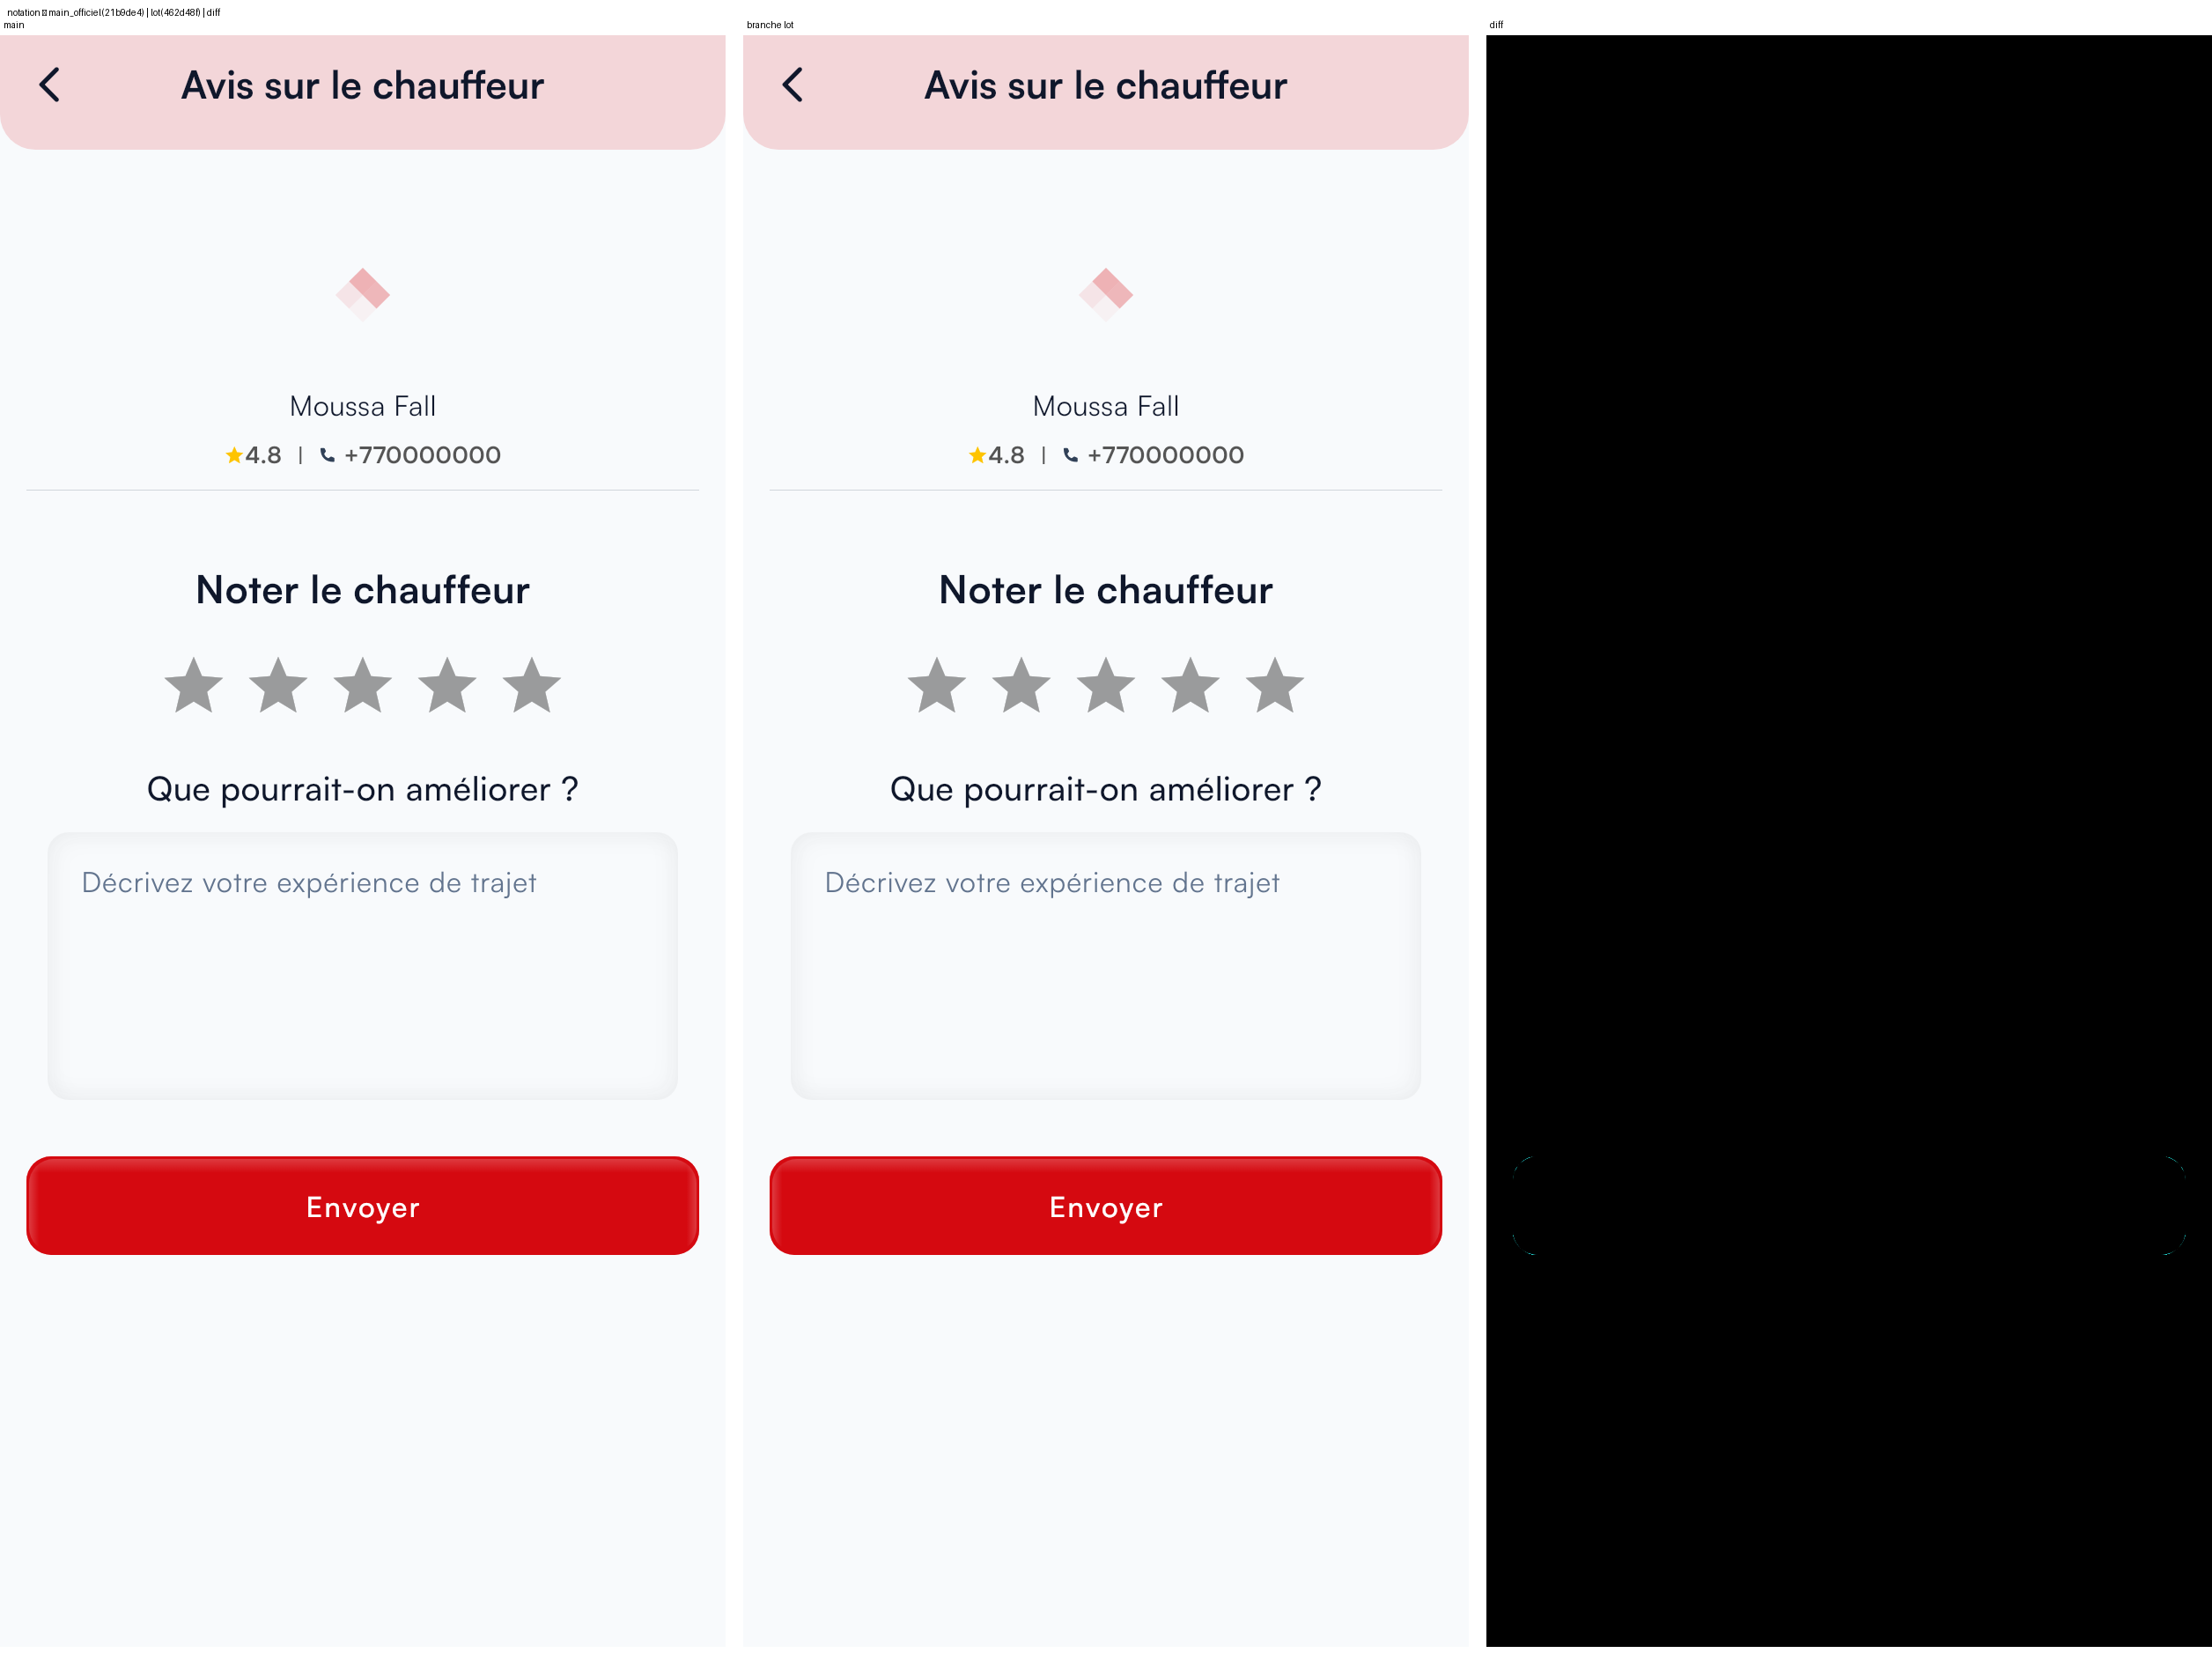 notation main_officiel(21b9de4) | lot(462d48f) | diff
main
branche lot
diff
Avis sur le chauffeur
Moussa Fall
4.8 | +770000000
Noter le chauffeur
Que pourrait-on améliorer ?
Décrivez votre expérience de trajet
Envoyer
Avis sur le chauffeur
Moussa Fall
4.8 | +770000000
Noter le chauffeur
Que pourrait-on améliorer ?
Décrivez votre expérience de trajet
Envoyer